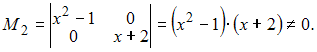 M₂ = |x² − 1 0; 0 x + 2| = (x² − 1)·(x + 2) ≠ 0.